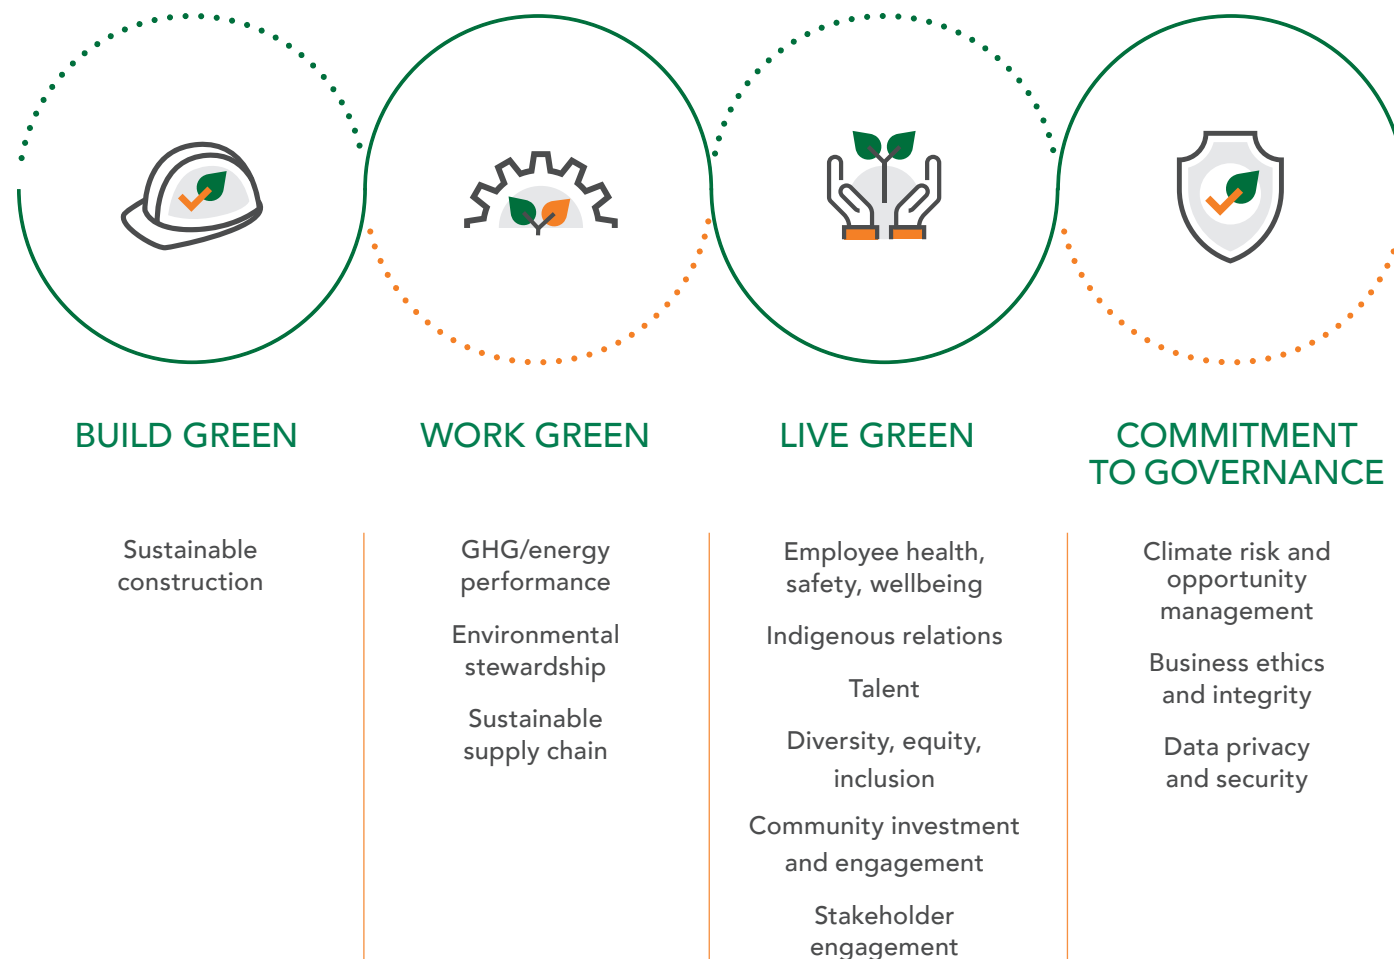 BUILD GREEN
Sustainable
construction
WORK GREEN
GHG/energy
performance
Environmental
stewardship
Sustainable
supply chain
LIVE GREEN
Employee health,
safety, wellbeing
Indigenous relations
Talent
Diversity, equity,
inclusion
Community investment
and engagement
Stakeholder
engagement
COMMITMENT
TO GOVERNANCE
Climate risk and
opportunity
management
Business ethics
and integrity
Data privacy
and security